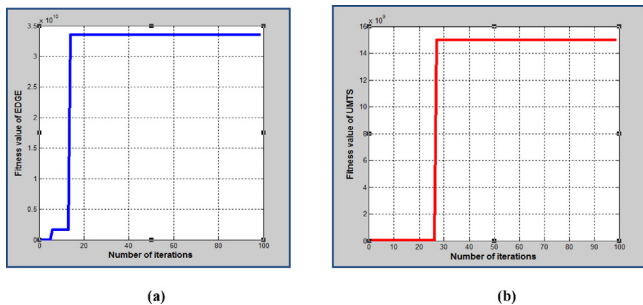 × 10^10
3.5
3
2.5
2
1.5
1
0.5
0
Fitness value of EDGE
0 20 40 60 80 100
Number of iterations
(a)
× 10^9
16
14
12
10
8
6
4
2
0
Fitness value of UMTS
0 10 20 30 40 50 60 70 80 90 100
Number of iterations
(b)